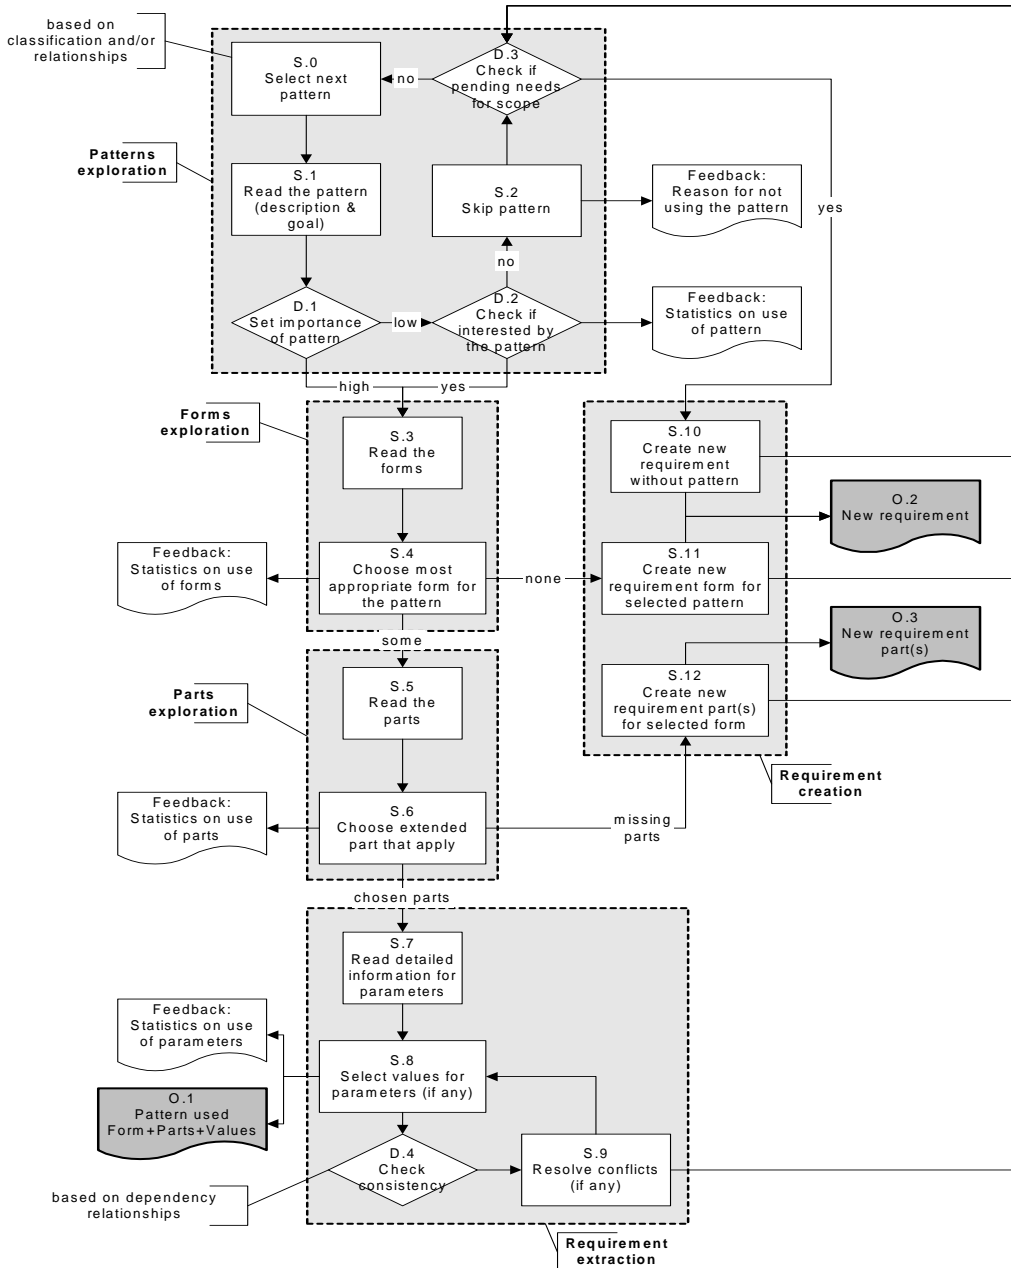 based on
classification and/or
relationships
S.0
Select next
pattern
no
D.3
Check if
pending needs
for scope
Patterns
exploration
S.1
Read the pattern
(description &
goal)
S.2
Skip pattern
Feedback:
Reason for not
using the pattern
yes
no
D.1
Set importance
of pattern
low
D.2
Check if
interested by
the pattern
Feedback:
Statistics on use
of pattern
high
yes
Forms
exploration
S.3
Read the
forms
S.10
Create new
requirement
without pattern
O.2
New requirement
Feedback:
Statistics on use
of forms
S.4
Choose most
appropriate form for
the pattern
none
S.11
Create new
requirement form for
selected pattern
O.3
New requirement
part(s)
some
Parts
exploration
S.5
Read the
parts
S.12
Create new
requirement part(s)
for selected form
Requirement
creation
Feedback:
Statistics on use
of parts
S.6
Choose extended
part that apply
missing
parts
chosen parts
S.7
Read detailed
information for
parameters
Feedback:
Statistics on use
of parameters
S.8
Select values for
parameters (if any)
O.1
Pattern used
Form+Parts+Values
D.4
Check
consistency
S.9
Resolve conflicts
(if any)
based on dependency
relationships
Requirement
extraction